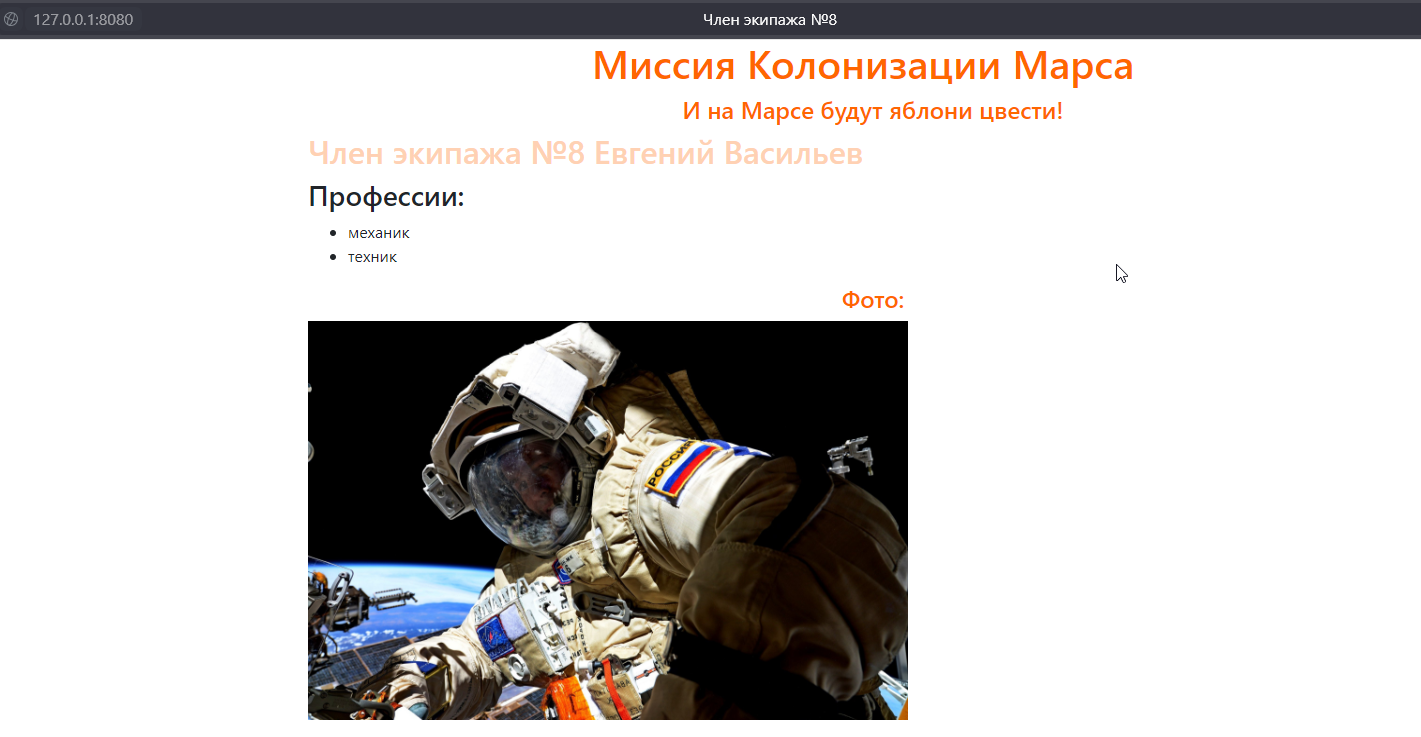 127.0.0.1:8080 Член экипажа №8
Миссия Колонизации Марса
И на Марсе будут яблони цвести!
Член экипажа №8 Евгений Васильев
Профессии:
механик
техник
Фото:
РОССИЯ